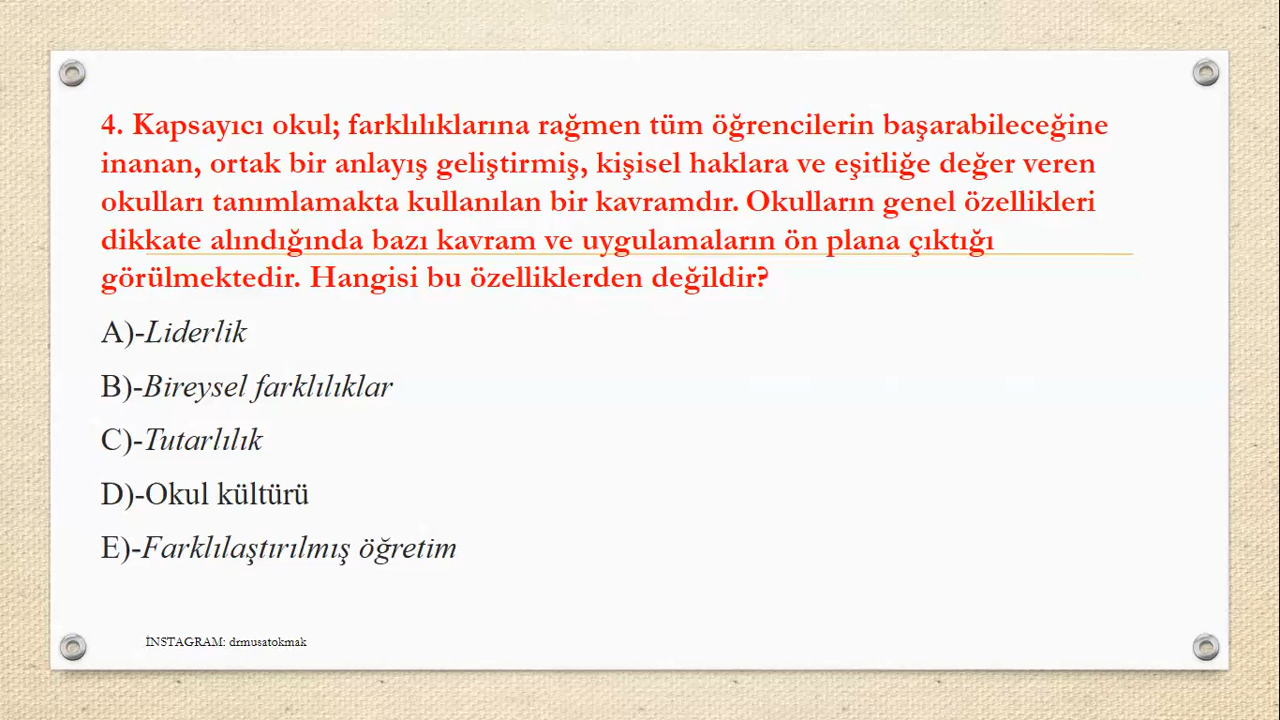 4. Kapsayıcı okul; farklılıklarına rağmen tüm öğrencilerin başarabileceğine
inanan, ortak bir anlayış geliştirmiş, kişisel haklara ve eşitliğe değer veren
okulları tanımlamakta kullanılan bir kavramdır. Okulların genel özellikleri
dikkate alındığında bazı kavram ve uygulamaların ön plana çıktığı
görülmektedir. Hangisi bu özelliklerden değildir?
A)-Liderlik
B)-Bireysel farklılıklar
C)-Tutarlılık
D)-Okul kültürü
E)-Farklılaştırılmış öğretim
İNSTAGRAM: drmusatokmak